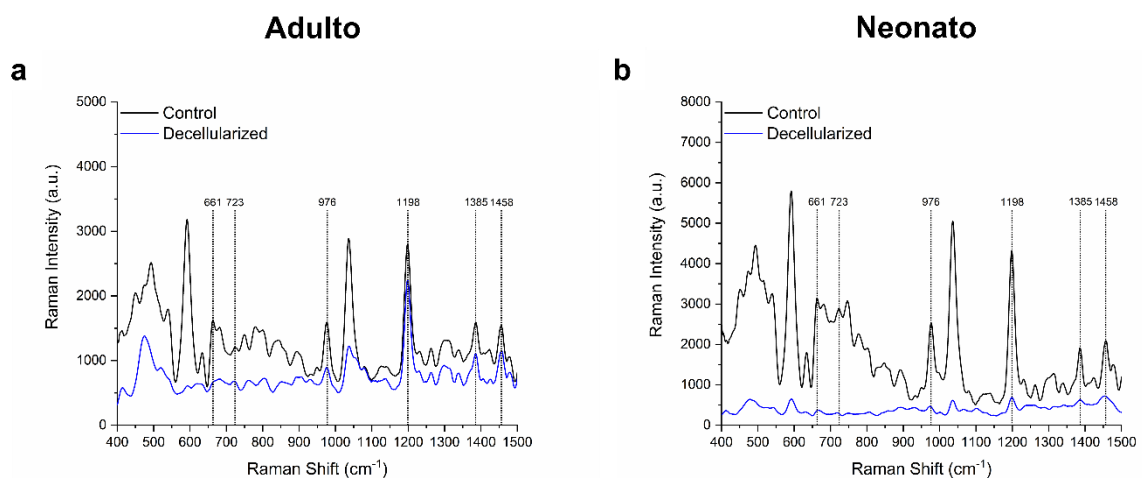 Adulto
Neonato
a
5000
4000
3000
2000
1000
0
Raman Intensity (a.u.)
Control
Decellularized
661 723 976 1198 1385 1458
400 500 600 700 800 900 1000 1100 1200 1300 1400 1500
Raman Shift (cm⁻¹)
b
8000
7000
6000
5000
4000
3000
2000
1000
0
Raman Intensity (a.u.)
Control
Decellularized
661 723 976 1198 1385 1458
400 500 600 700 800 900 1000 1100 1200 1300 1400 1500
Raman Shift (cm⁻¹)